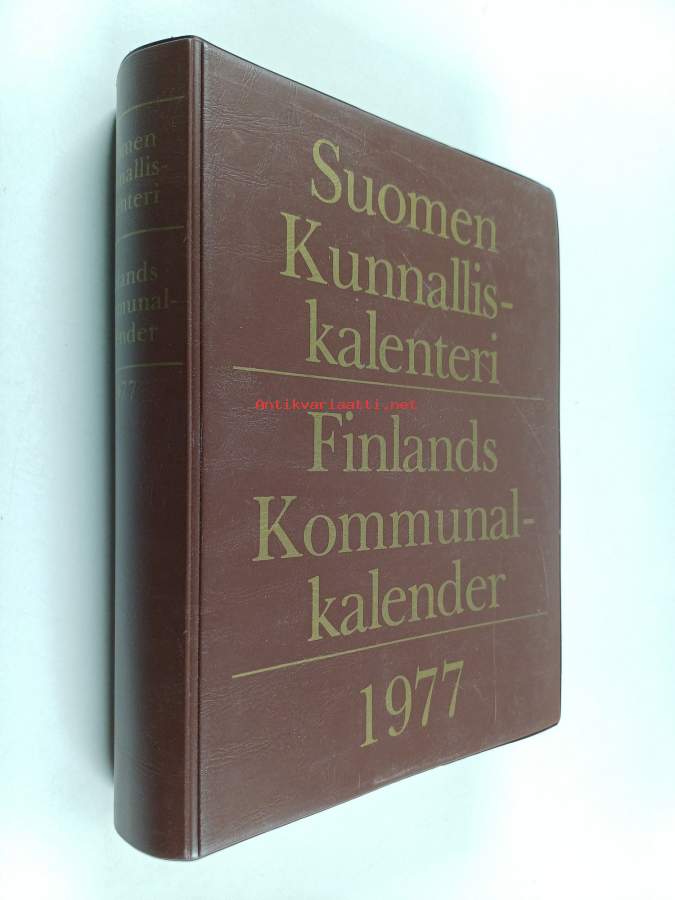 Suomen
Kunnallis-
kalenteri
Antikvariaatti.net
Finlands
Kommunal-
kalender
1977